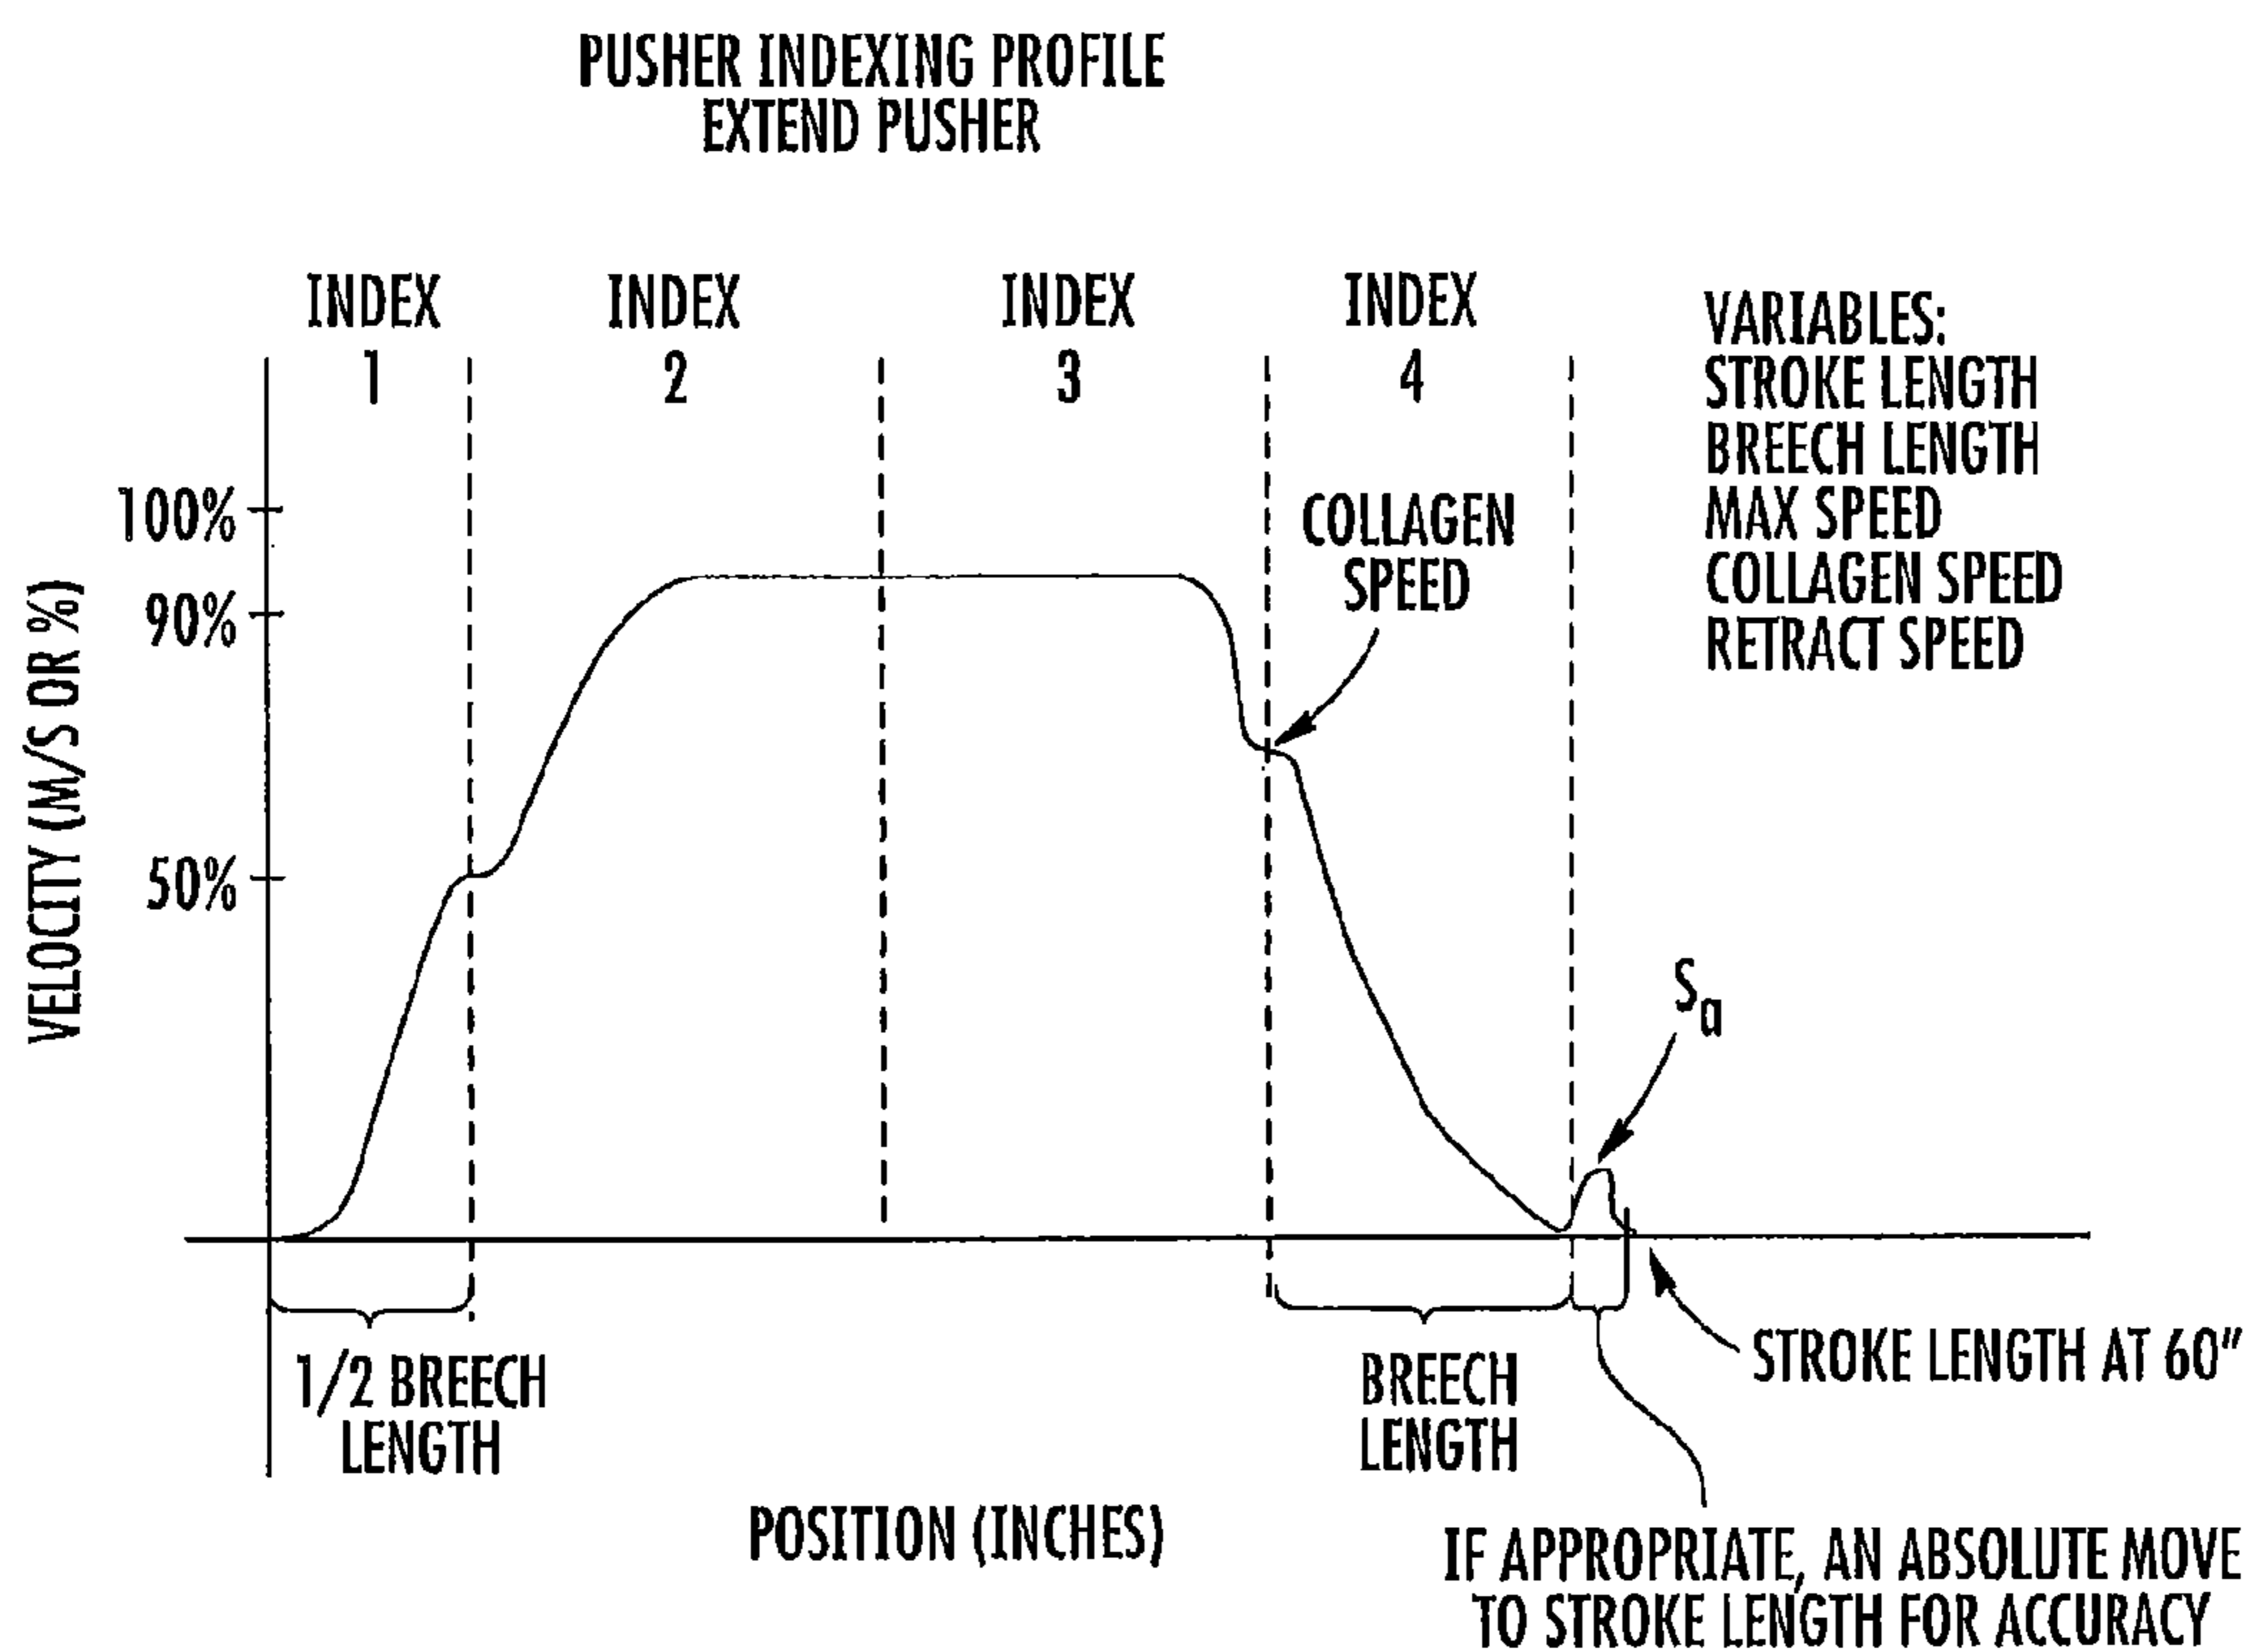 PUSHER INDEXING PROFILE
EXTEND PUSHER
INDEX
1
INDEX
2
INDEX
3
INDEX
4
VARIABLES:
STROKE LENGTH
BREECH LENGTH
MAX SPEED
COLLAGEN SPEED
RETRACT SPEED
100%
90%
50%
VELOCITY (M/S OR %)
COLLAGEN
SPEED
Sa
1/2 BREECH
LENGTH
BREECH
LENGTH
STROKE LENGTH AT 60"
POSITION (INCHES)
IF APPROPRIATE, AN ABSOLUTE MOVE
TO STROKE LENGTH FOR ACCURACY